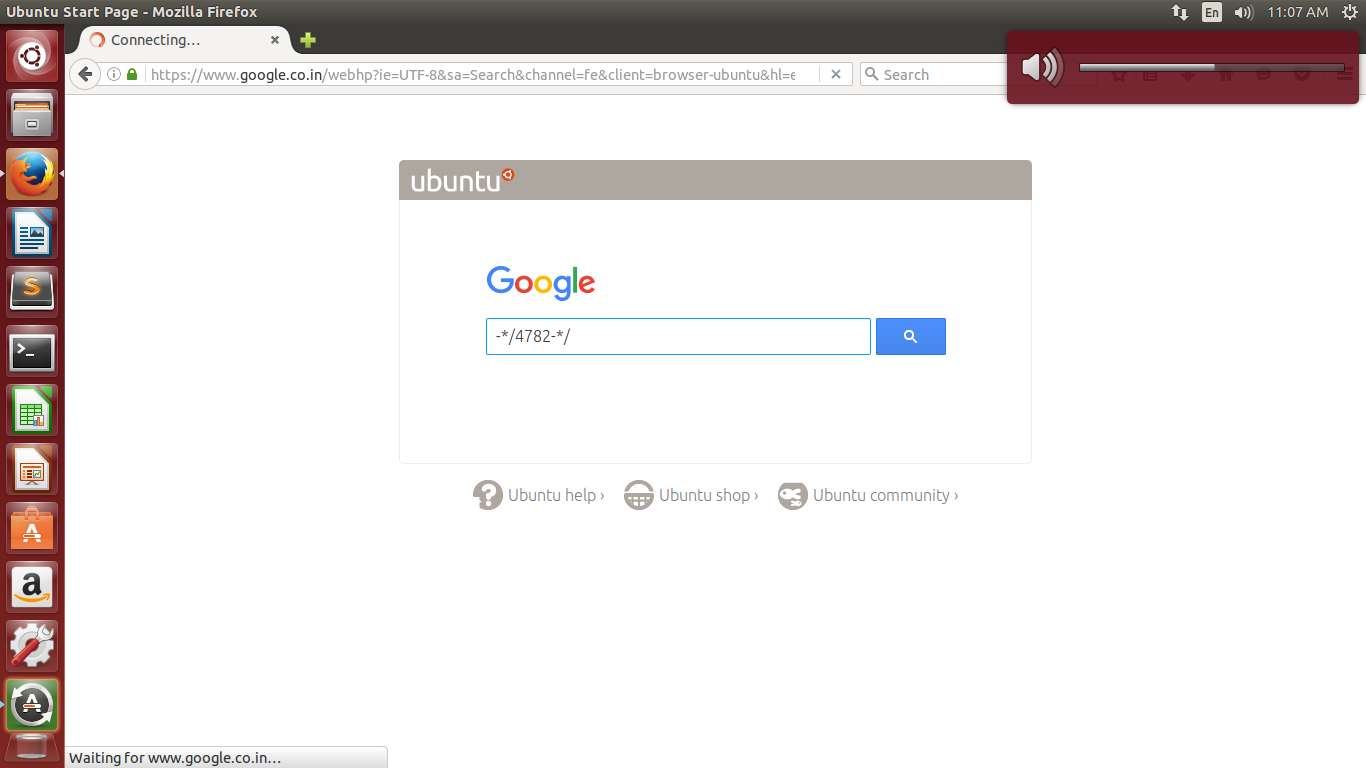 Ubuntu Start Page - Mozilla Firefox
En
11:07 AM
Connecting...
https://www.google.co.in/webhp?ie=UTF-8&sa=Search&channel=fe&client=browser-ubuntu&hl=e
Search
ubuntu
Google
-*/4782-*/
Ubuntu help ›
Ubuntu shop ›
Ubuntu community ›
S
>_
a
Waiting for www.google.co.in...